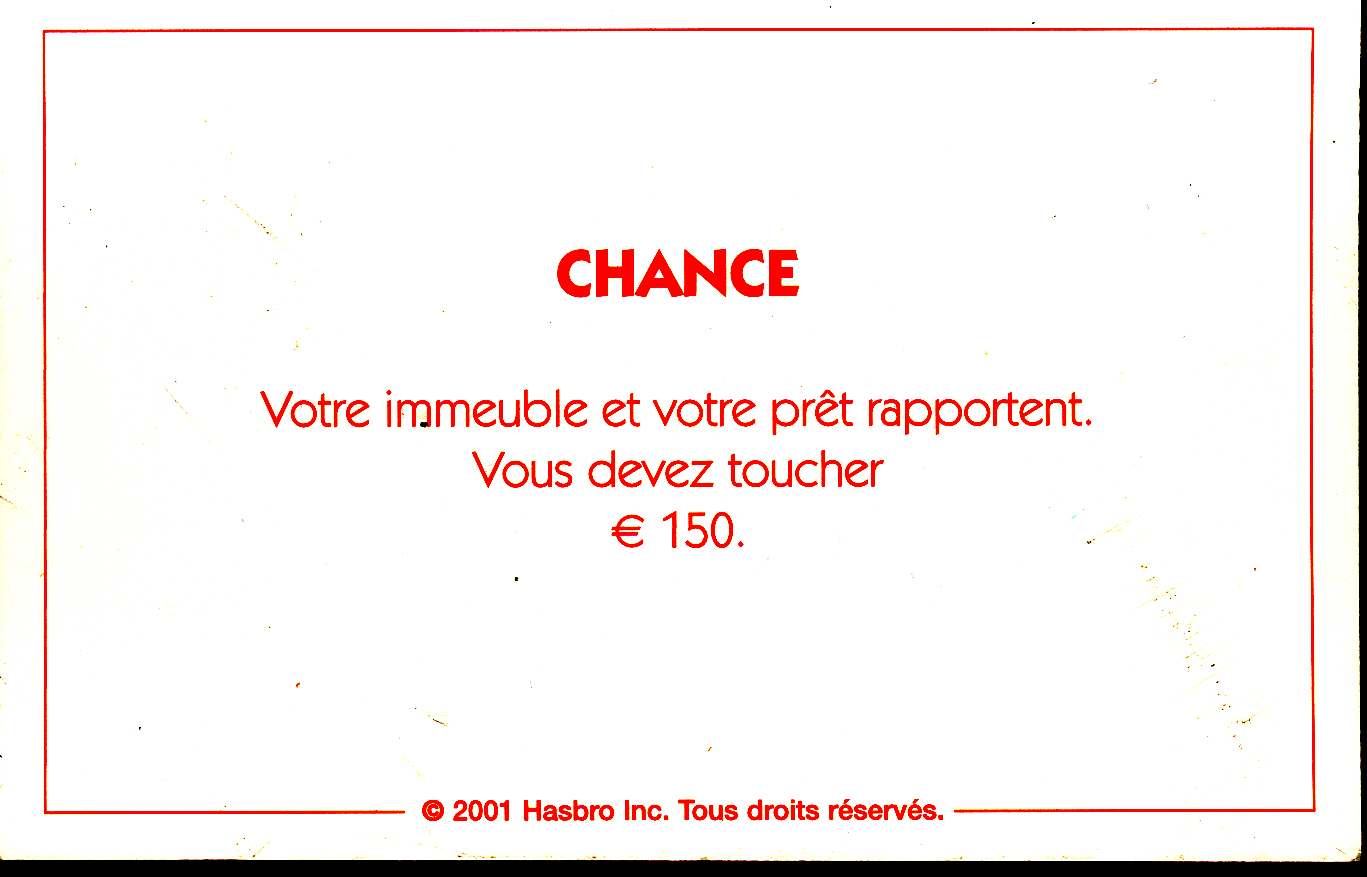 CHANCE
Votre immeuble et votre prêt rapportent.
Vous devez toucher
€ 150.
© 2001 Hasbro Inc. Tous droits réservés.